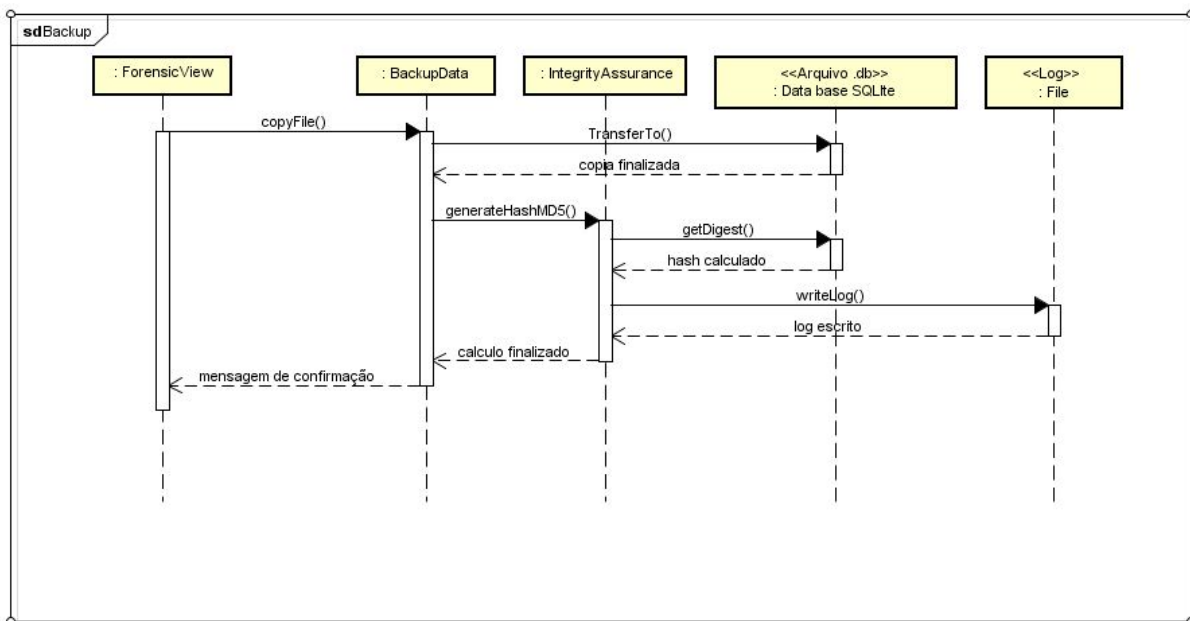 sdBackup
: ForensicView
: BackupData
: IntegrityAssurance
<<Arquivo .db>>
: Data base SQLIte
<<Log>>
: File
copyFile()
TransferTo()
copia finalizada
generateHashMD5()
getDigest()
hash calculado
writeLog()
log escrito
calculo finalizado
mensagem de confirmação